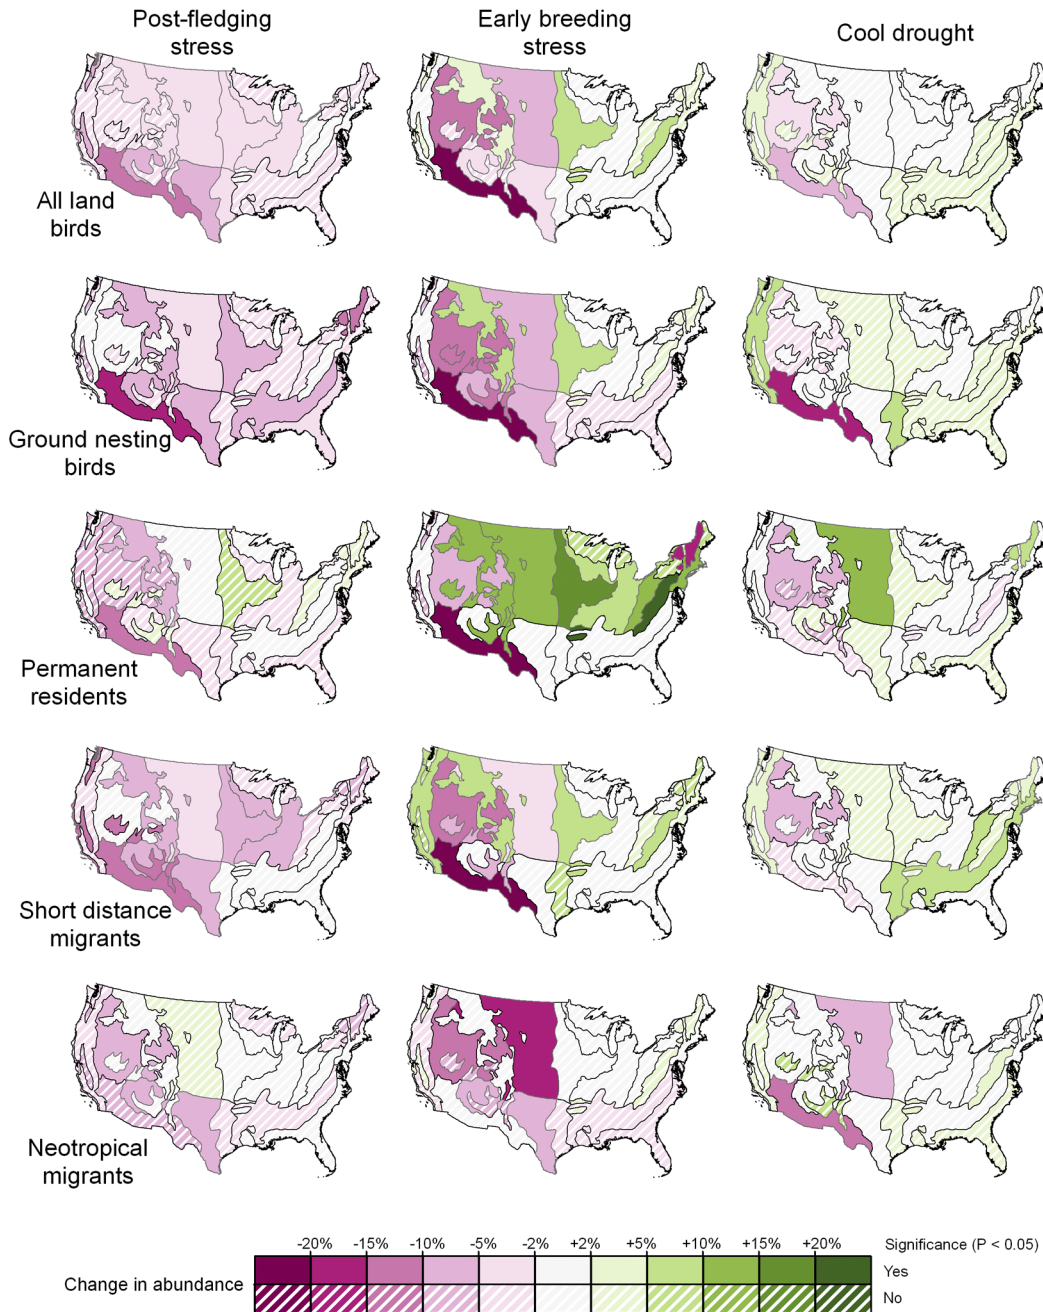 Post-fledging
stress
Early breeding
stress
Cool drought
All land
birds
Ground nesting
birds
Permanent
residents
Short distance
migrants
Neotropical
migrants
-20% -15% -10% -5% -2% +2% +5% +10% +15% +20%
Significance (P < 0.05)
Change in abundance
Yes
No